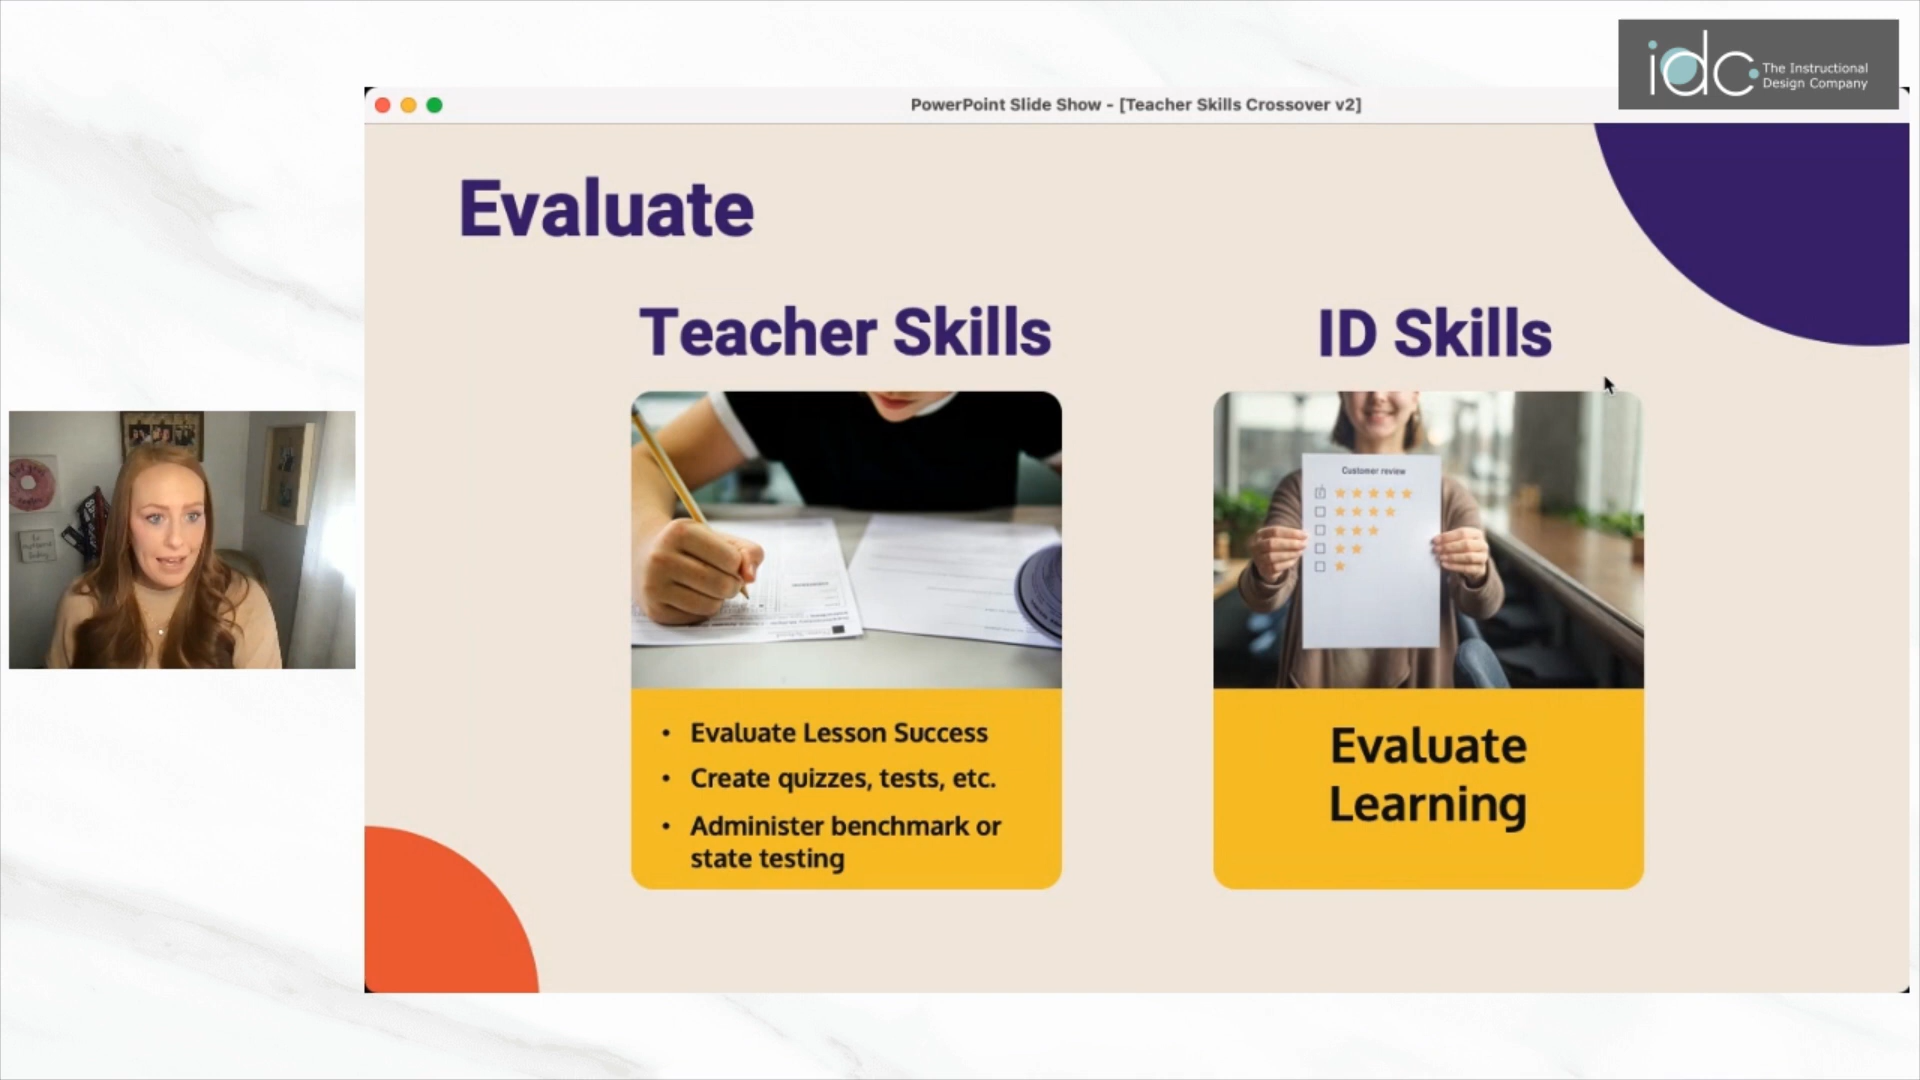 idc
The Instructional
Design Company
PowerPoint Slide Show - [Teacher Skills Crossover v2]
Evaluate
Teacher Skills
ID Skills
Customer review
• Evaluate Lesson Success
• Create quizzes, tests, etc.
• Administer benchmark or
state testing
Evaluate
Learning